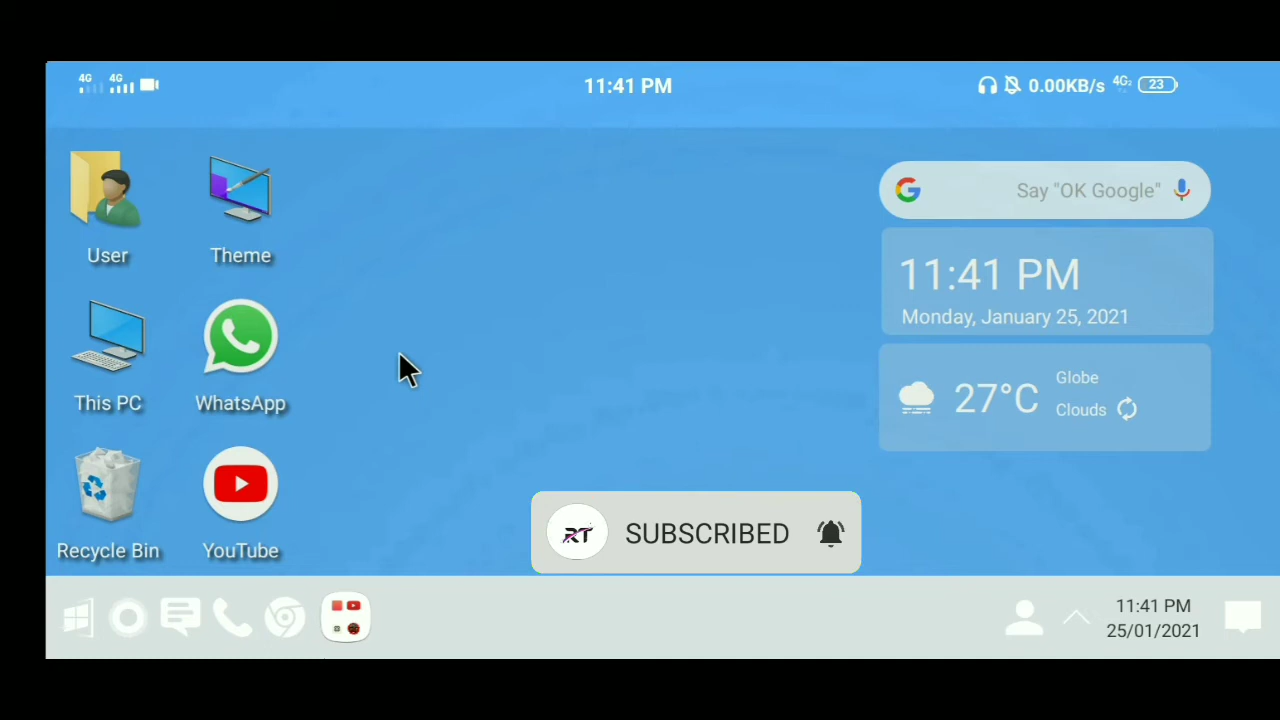 4G 4G 11:41 PM 0.00KB/s 4G2 23
User Theme
This PC WhatsApp
Recycle Bin YouTube
Say "OK Google"
11:41 PM
Monday, January 25, 2021
27°C
Globe
Clouds
RT SUBSCRIBED
11:41 PM
25/01/2021